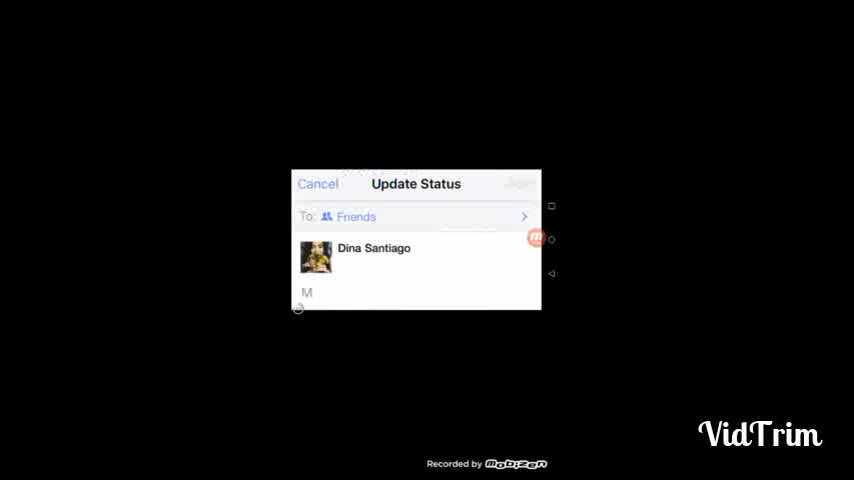 Cancel
Update Status
To: Friends
Dina Santiago
M
VidTrim
Recorded by mobizen